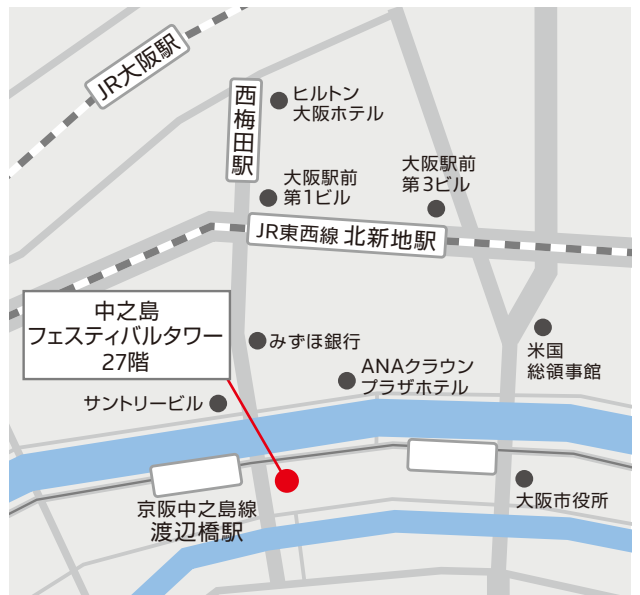 JR大阪駅
西梅田駅
ヒルトン
大阪ホテル
大阪駅前
第1ビル
大阪駅前
第3ビル
JR東西線 北新地駅
中之島
フェスティバルタワー
27階
みずほ銀行
米国
総領事館
ANAクラウン
プラザホテル
サントリービル
京阪中之島線
渡辺橋駅
大阪市役所